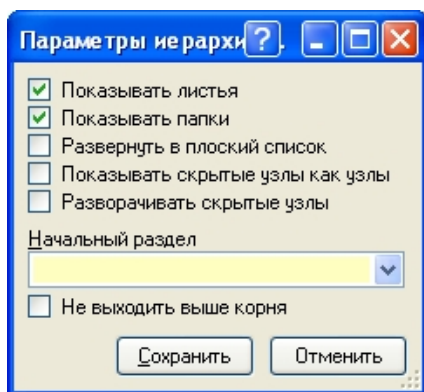 Параметры иерархи
Показывать листья
Показывать папки
Развернуть в плоский список
Показывать скрытые узлы как узлы
Разворачивать скрытые узлы
Начальный раздел
Не выходить выше корня
Сохранить Отменить